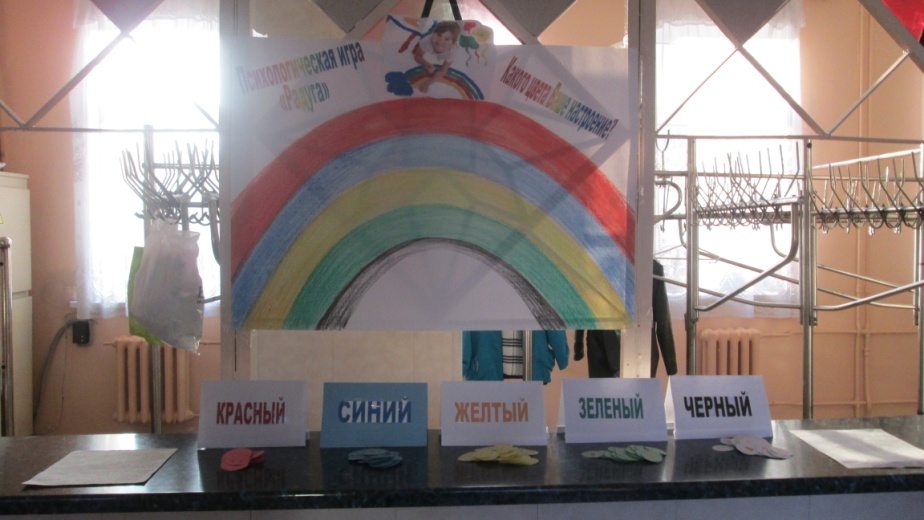 Психологическая игра
«Радуга»
Какого цвета Ваше настроение?
КРАСНЫЙ
СИНИЙ
ЖЕЛТЫЙ
ЗЕЛЕНЫЙ
ЧЕРНЫЙ